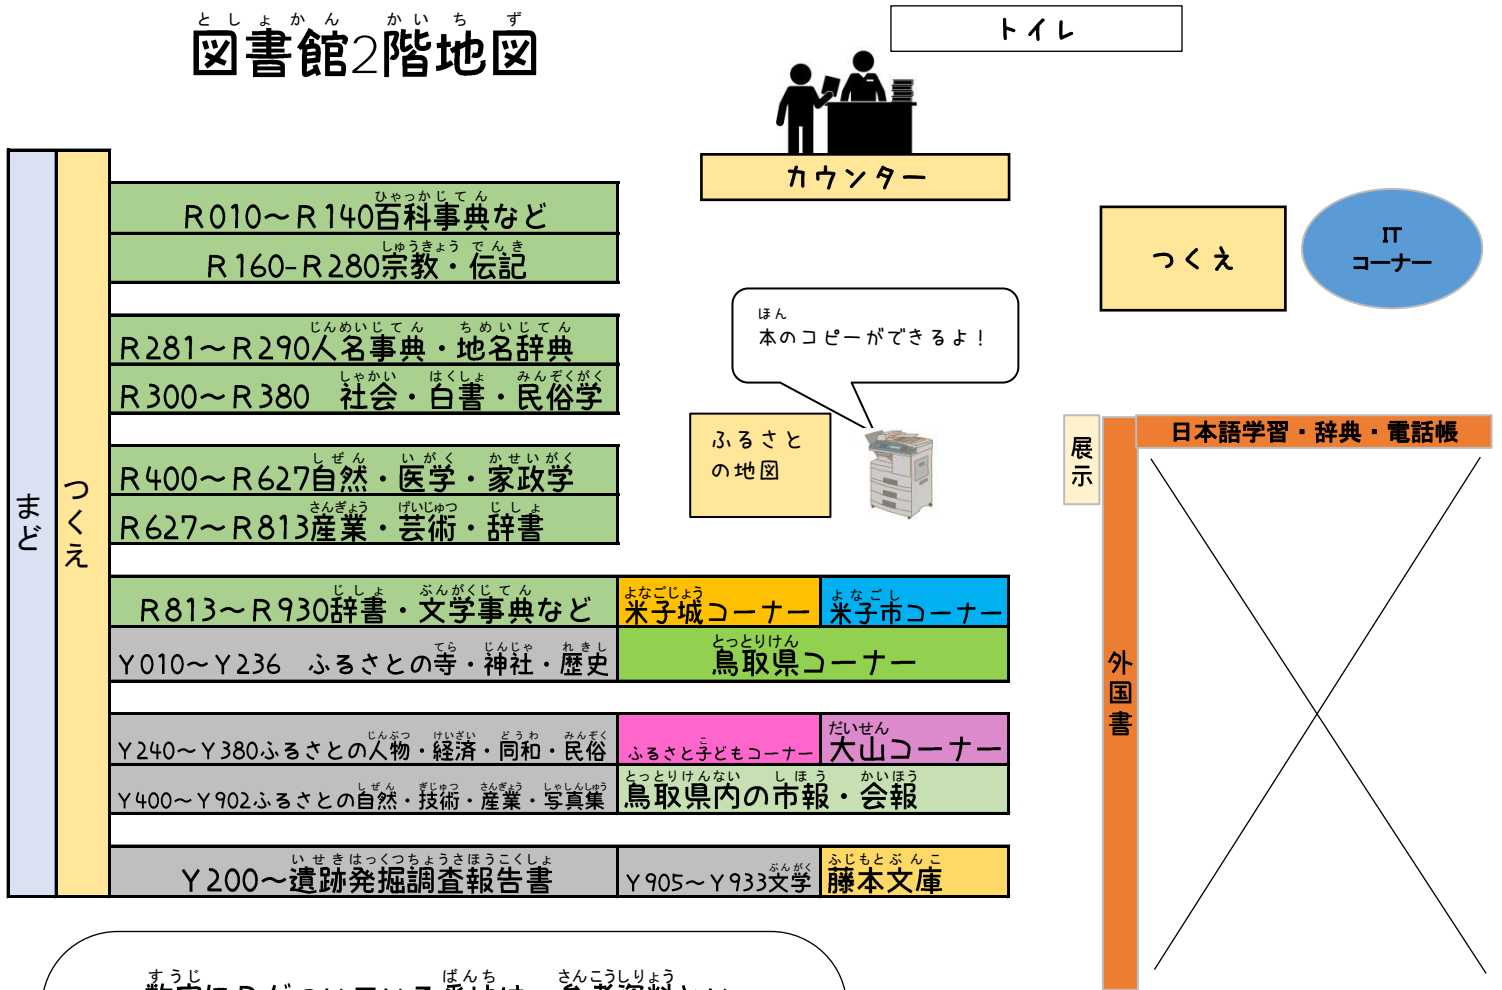 図書館2階地図
としょかん かいちず
トイレ
カウンター
ひゃっかじてん
R010～R140百科事典など
しゅうきょう でんき
R160-R280宗教・伝記
つくえ
IT
コーナー
じんめいじてん ちめいじてん
R281～R290人名事典・地名辞典
しゃかい はくしょ みんぞくがく
R300～R380 社会・白書・民俗学
ほん
本のコピーができるよ！
ふるさと
の地図
展示
日本語学習・辞典・電話帳
しぜん いがく かせいがく
R400～R627自然・医学・家政学
さんぎょう げいじゅつ じしょ
R627～R813産業・芸術・辞書
まど
つくえ
じしょ ぶんがくじてん
R813～R930辞書・文学事典など
よなごじょう
米子城コーナー
よなごし
米子市コーナー
てら じんじゃ れきし
Y010～Y236 ふるさとの寺・神社・歴史
とっとりけん
鳥取県コーナー
外国書
じんぶつ けいざい どうわ みんぞく
Y240～Y380ふるさとの人物・経済・同和・民俗
こ
ふるさと子どもコーナー
だいせん
大山コーナー
しぜん ぎじゅつ さんぎょう しゃしんしゅう
Y400～Y902ふるさとの自然・技術・産業・写真集
とっとりけんない しほう かいほう
鳥取県内の市報・会報
いせきはっくつちょうさほうこくしょ
Y200～遺跡発掘調査報告書
ぶんがく
Y905～Y933文学
ふじもとぶんこ
藤本文庫
すうじ ばんち さんこうしりょう